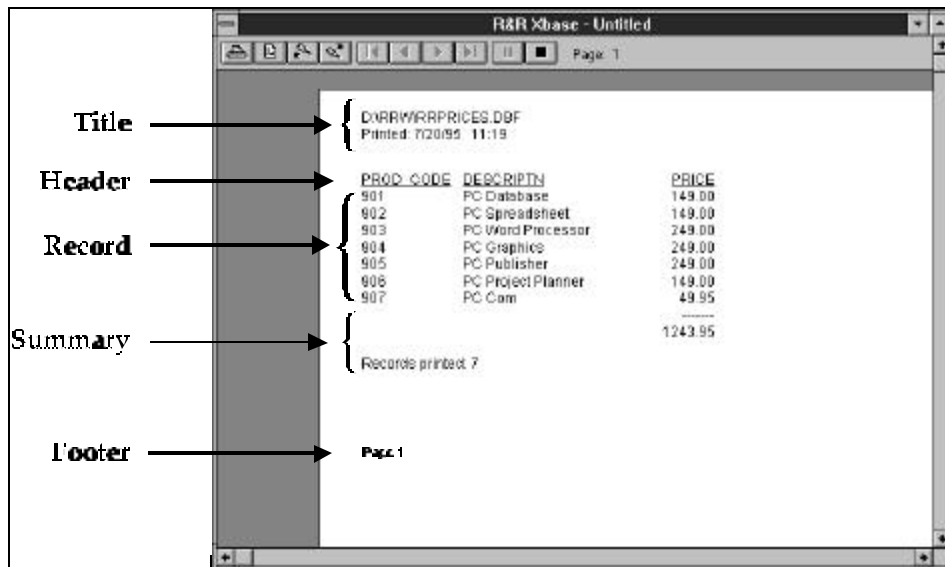 R&R Xbase - Untitled
Page: 1
Title
D:\RRW\RRPRICES.DBF
Printed: 7/20/95 11:19
Header
PROD_CODE DESCRIPTN PRICE
901 PC Database 149.00
902 PC Spreadsheet 149.00
Record
903 PC Word Processor 249.00
904 PC Graphics 249.00
905 PC Publisher 249.00
906 PC Project Planner 149.00
907 PC Com 49.95
-------
Summary
1243.95
Records printed: 7
Footer
Page 1